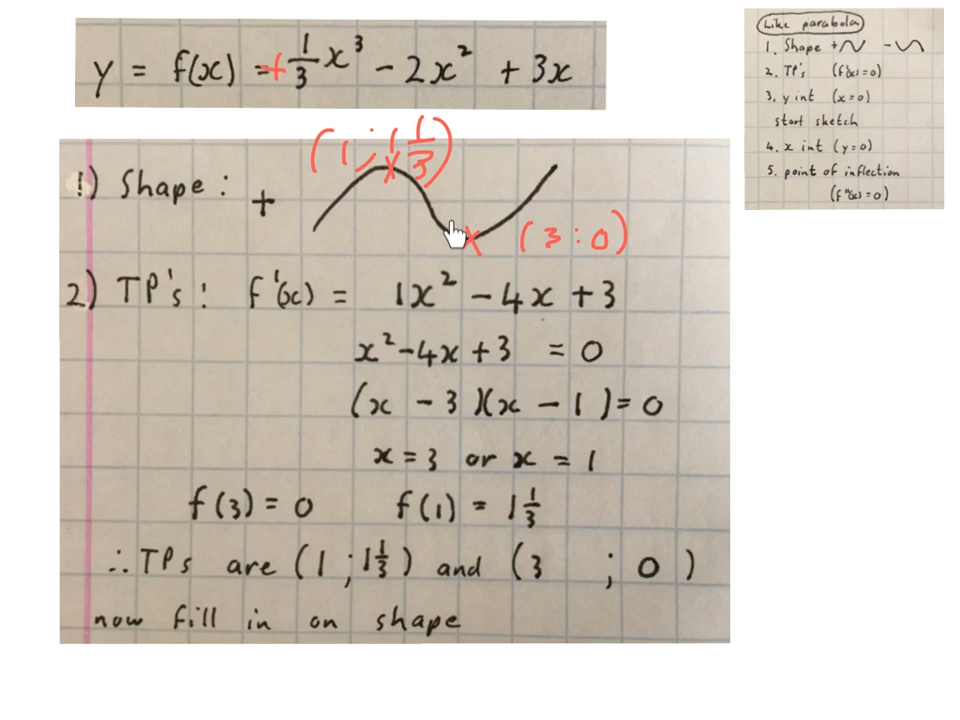 y = f(x) = + 1/3 x³ - 2x² + 3x
Like parabola
1. Shape + -
2. TP's (f'(x) = 0)
3. y int (x = 0)
start sketch
4. x int (y = 0)
5. point of inflection
(f"(x) = 0)
(1 ; 1 1/3)
1) Shape : +
(3 ; 0)
2) TP's : f'(x) = 1x² - 4x + 3
x² - 4x + 3 = 0
(x - 3)(x - 1) = 0
x = 3 or x = 1
f(3) = 0 f(1) = 1 1/3
∴ TPs are (1 ; 1 1/3) and (3 ; 0)
now fill in on shape